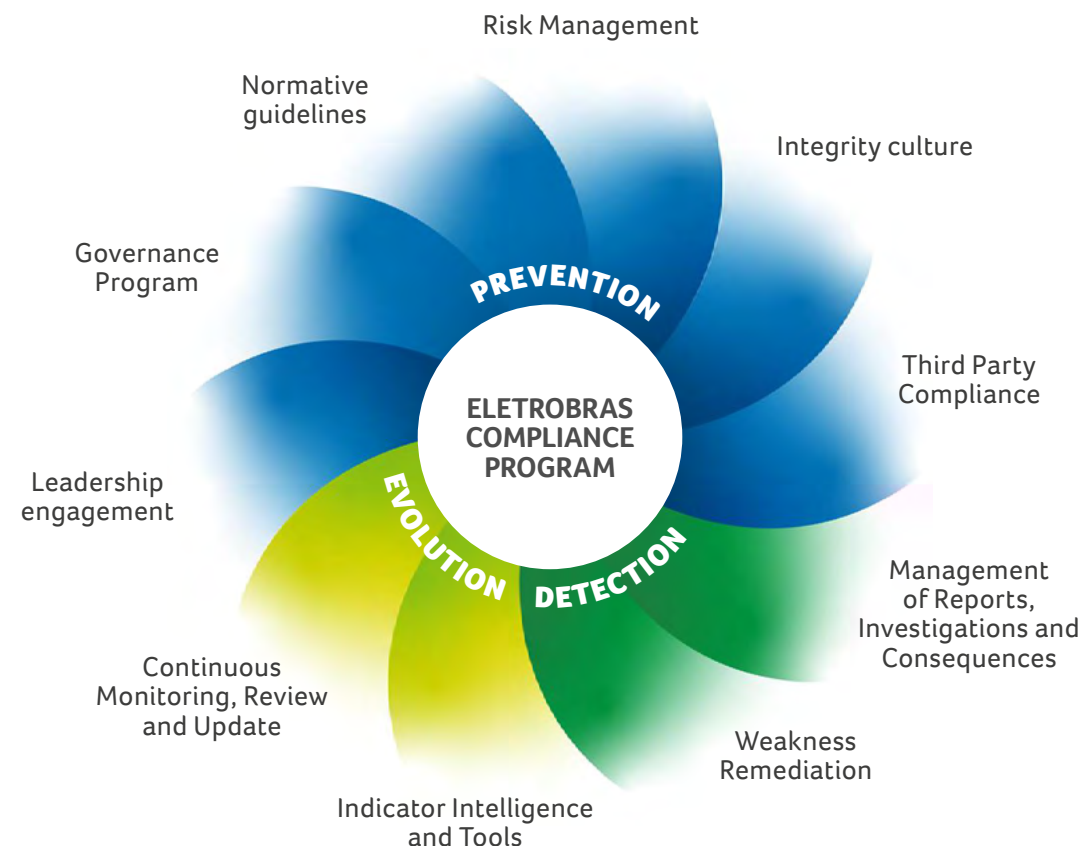 Risk Management
Normative
guidelines
Integrity culture
Governance
Program
PREVENTION
Third Party
Compliance
ELETROBRAS
COMPLIANCE
PROGRAM
Leadership
engagement
EVOLUTION
DETECTION
Management
of Reports,
Investigations and
Consequences
Continuous
Monitoring, Review
and Update
Weakness
Remediation
Indicator Intelligence
and Tools